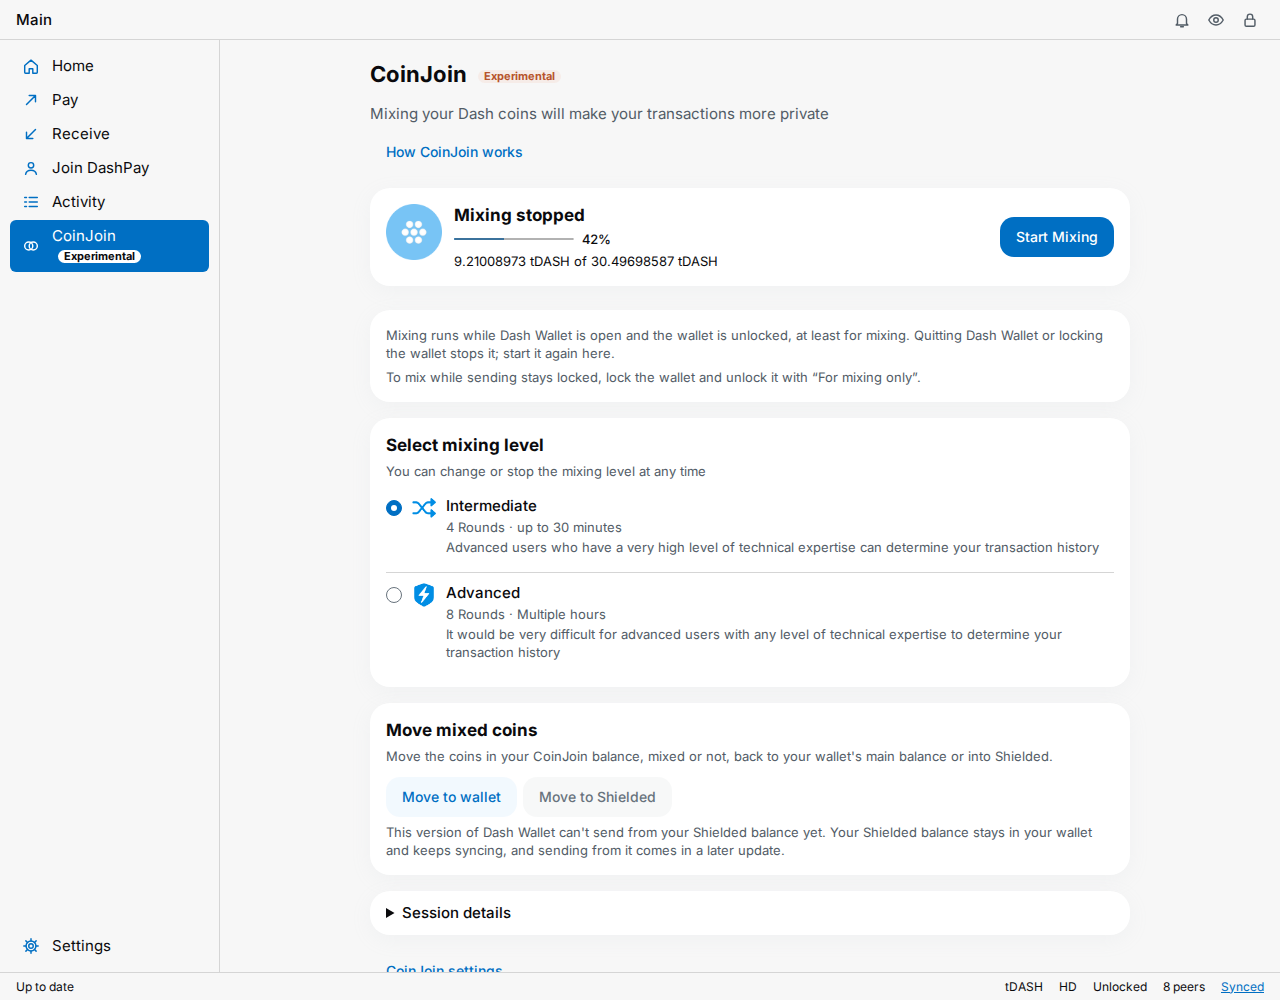 Main
Home
Pay
Receive
Join DashPay
Activity
CoinJoin
Experimental
Settings
CoinJoin Experimental
Mixing your Dash coins will make your transactions more private
How CoinJoin works
Mixing stopped
42%
9.21008973 tDASH of 30.49698587 tDASH
Start Mixing
Mixing runs while Dash Wallet is open and the wallet is unlocked, at least for mixing. Quitting Dash Wallet or locking
the wallet stops it; start it again here.
To mix while sending stays locked, lock the wallet and unlock it with “For mixing only”.
Select mixing level
You can change or stop the mixing level at any time
Intermediate
4 Rounds · up to 30 minutes
Advanced users who have a very high level of technical expertise can determine your transaction history
Advanced
8 Rounds · Multiple hours
It would be very difficult for advanced users with any level of technical expertise to determine your
transaction history
Move mixed coins
Move the coins in your CoinJoin balance, mixed or not, back to your wallet's main balance or into Shielded.
Move to wallet Move to Shielded
This version of Dash Wallet can't send from your Shielded balance yet. Your Shielded balance stays in your wallet
and keeps syncing, and sending from it comes in a later update.
Session details
CoinJoin settings
Up to date
tDASH HD Unlocked 8 peers Synced